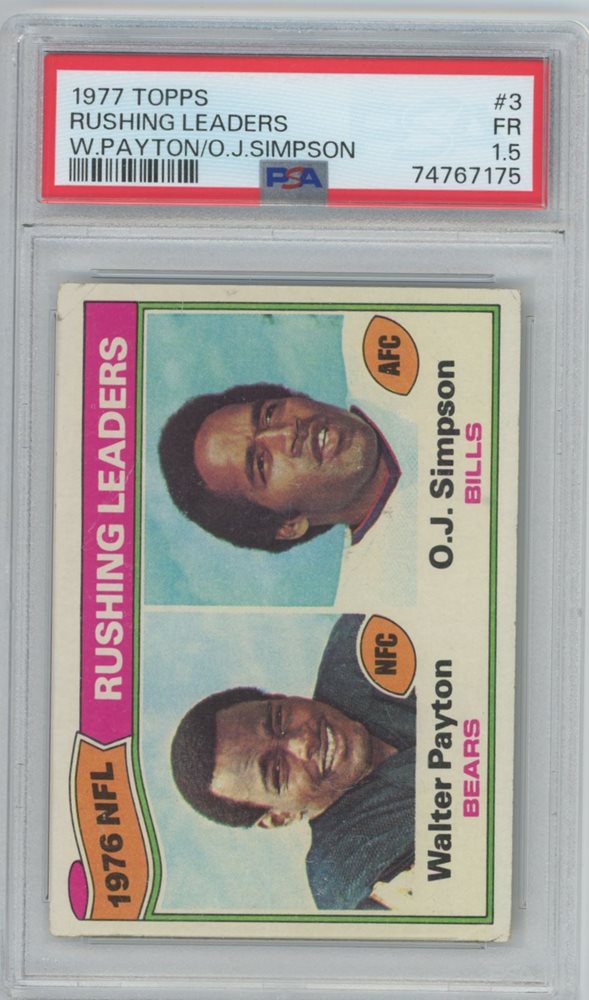 1977 TOPPS #3
RUSHING LEADERS FR
W.PAYTON/O.J.SIMPSON 1.5
PSA 74767175
1976 NFL RUSHING LEADERS
NFC
AFC
Walter Payton
BEARS
O.J. Simpson
BILLS